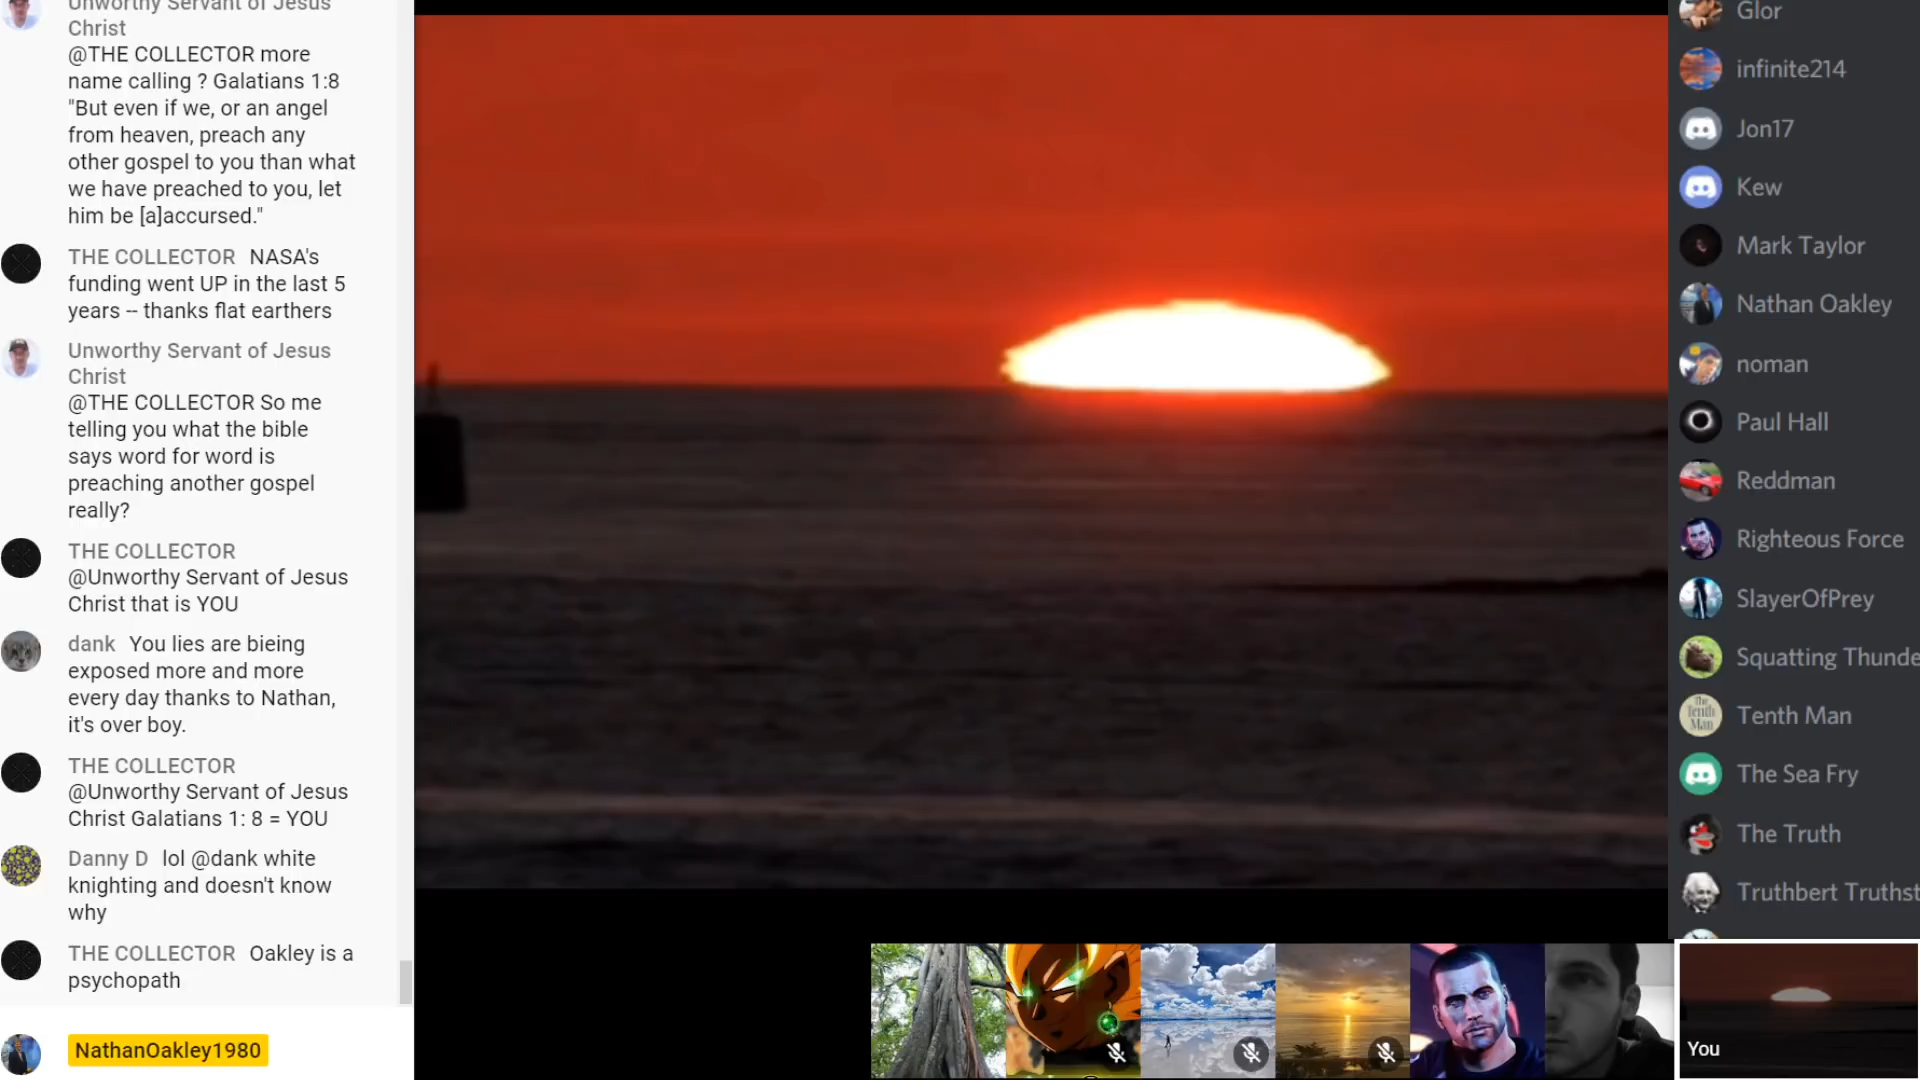 Unworthy Servant of Jesus
Christ
@THE COLLECTOR more
name calling ? Galatians 1:8
"But even if we, or an angel
from heaven, preach any
other gospel to you than what
we have preached to you, let
him be [a]accursed."
THE COLLECTOR NASA's
funding went UP in the last 5
years -- thanks flat earthers
Unworthy Servant of Jesus
Christ
@THE COLLECTOR So me
telling you what the bible
says word for word is
preaching another gospel
really?
THE COLLECTOR
@Unworthy Servant of Jesus
Christ that is YOU
dank You lies are bieing
exposed more and more
every day thanks to Nathan,
it's over boy.
THE COLLECTOR
@Unworthy Servant of Jesus
Christ Galatians 1: 8 = YOU
Danny D lol @dank white
knighting and doesn't know
why
THE COLLECTOR Oakley is a
psychopath
NathanOakley1980
Glor
infinite214
Jon17
Kew
Mark Taylor
Nathan Oakley
noman
Paul Hall
Reddman
Righteous Force
SlayerOfPrey
Squatting Thunde
The
Tenth
Man
Tenth Man
The Sea Fry
The Truth
Truthbert Truthst
You